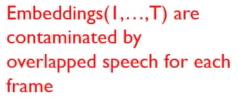 Embeddings(1,...,T) are
contaminated by
overlapped speech for each
frame